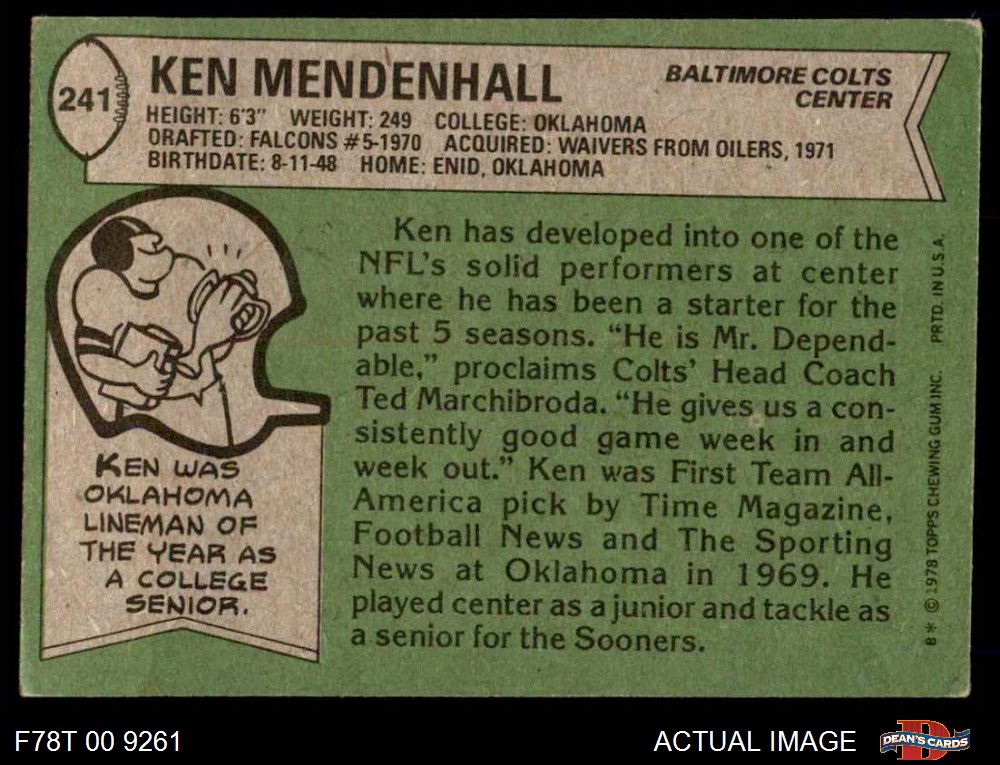 241
KEN MENDENHALL
BALTIMORE COLTS
CENTER
HEIGHT: 6'3" WEIGHT: 249 COLLEGE: OKLAHOMA
DRAFTED: FALCONS #5-1970 ACQUIRED: WAIVERS FROM OILERS, 1971
BIRTHDATE: 8-11-48 HOME: ENID, OKLAHOMA
KEN WAS
OKLAHOMA
LINEMAN OF
THE YEAR AS
A COLLEGE
SENIOR.
Ken has developed into one of the
NFL's solid performers at center
where he has been a starter for the
past 5 seasons. "He is Mr. Depend-
able," proclaims Colts' Head Coach
Ted Marchibroda. "He gives us a con-
sistently good game week in and
week out." Ken was First Team All-
America pick by Time Magazine,
Football News and The Sporting
News at Oklahoma in 1969. He
played center as a junior and tackle as
a senior for the Sooners.
8* © 1978 TOPPS CHEWING GUM INC. PRTD. IN U.S.A.
F78T 00 9261
ACTUAL IMAGE
D
DEAN'S CARDS